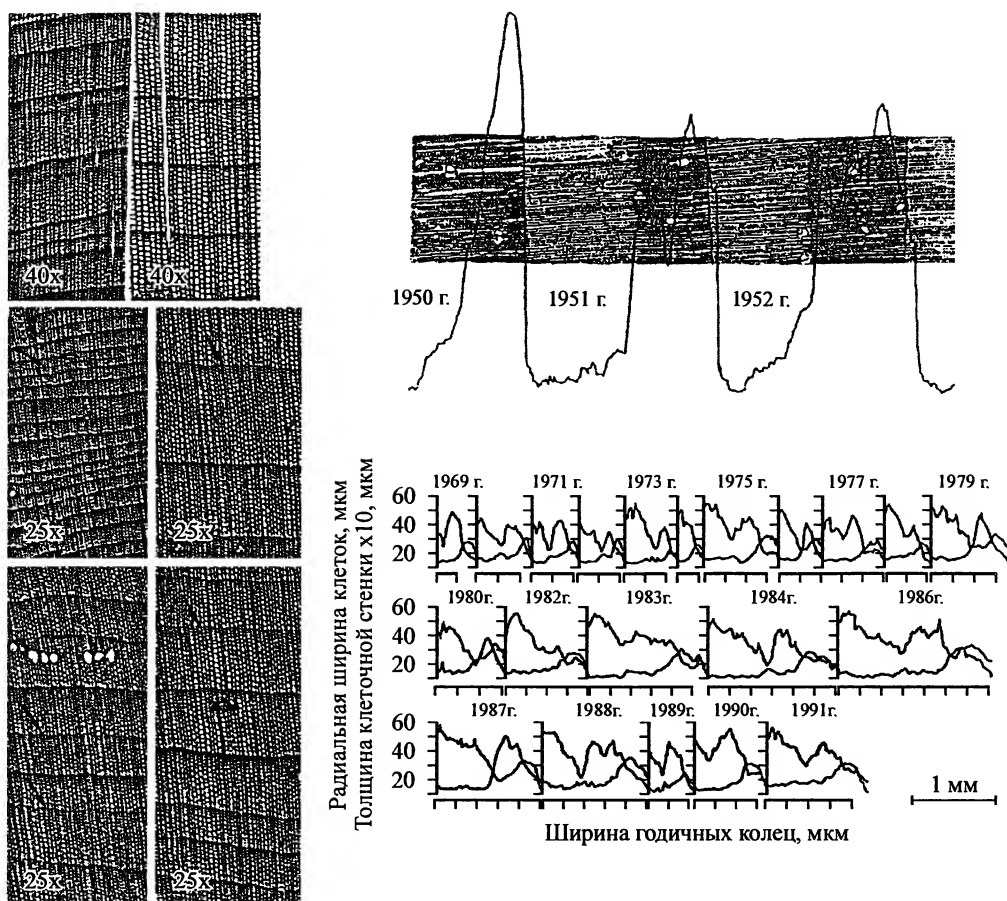 40x 40x
25x 25x
25x 25x
1950 г. 1951 г. 1952 г.
Радиальная ширина клеток, мкм
Толщина клеточной стенки x10, мкм
1969 г. 1971 г. 1973 г. 1975 г. 1977 г. 1979 г.
60
40
20
1980г. 1982г. 1983г. 1984г. 1986г.
60
40
20
1987г. 1988г. 1989г. 1990г. 1991г.
60
40
20
1 мм
Ширина годичных колец, мкм